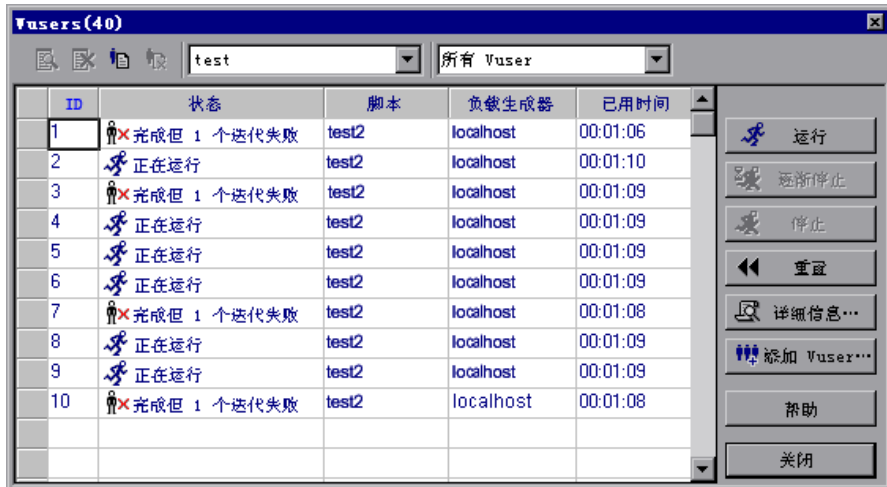 Vusers(40)
test
所有 Vuser
ID 状态 脚本 负载生成器 已用时间
1 完成但 1 个迭代失败 test2 localhost 00:01:06
2 正在运行 test2 localhost 00:01:10
3 完成但 1 个迭代失败 test2 localhost 00:01:09
4 正在运行 test2 localhost 00:01:09
5 正在运行 test2 localhost 00:01:09
6 正在运行 test2 localhost 00:01:09
7 完成但 1 个迭代失败 test2 localhost 00:01:08
8 正在运行 test2 localhost 00:01:09
9 正在运行 test2 localhost 00:01:09
10 完成但 1 个迭代失败 test2 localhost 00:01:08
运行
逐渐停止
停止
重置
详细信息…
添加 Vuser…
帮助
关闭